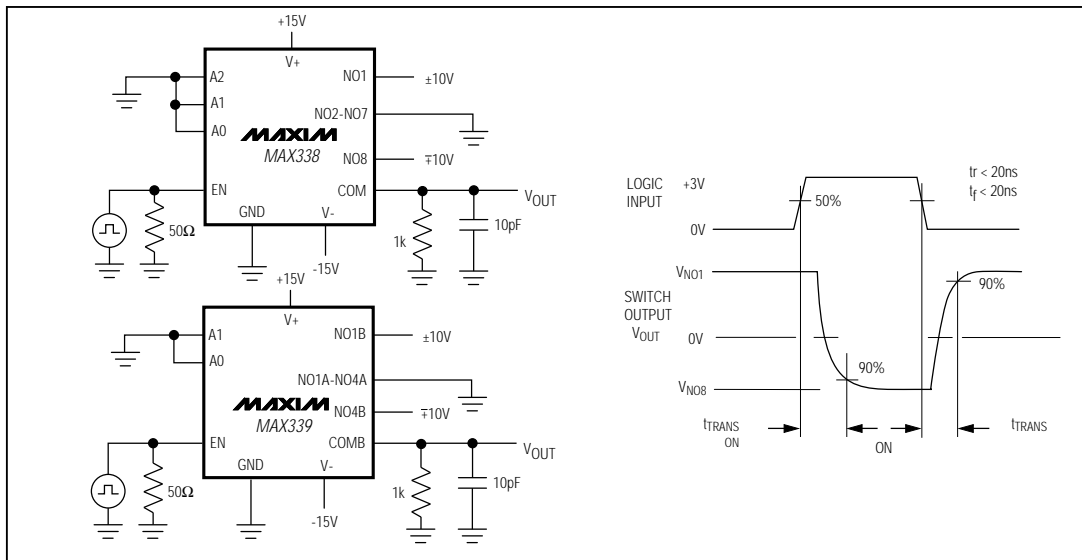 +15V
V+
A2
NO1
±10V
A1
NO2-NO7
A0
MAXIM
MAX338
NO8
∓10V
EN
COM
VOUT
GND
V-
50Ω
1k
10pF
-15V
+15V
V+
A1
NO1B
±10V
A0
NO1A-NO4A
MAXIM
MAX339
NO4B
∓10V
EN
COMB
VOUT
GND
V-
50Ω
1k
10pF
-15V
LOGIC
INPUT
+3V
tr < 20ns
tf < 20ns
50%
0V
VNO1
90%
SWITCH
OUTPUT
VOUT
0V
90%
VNO8
tTRANS
ON
ON
tTRANS